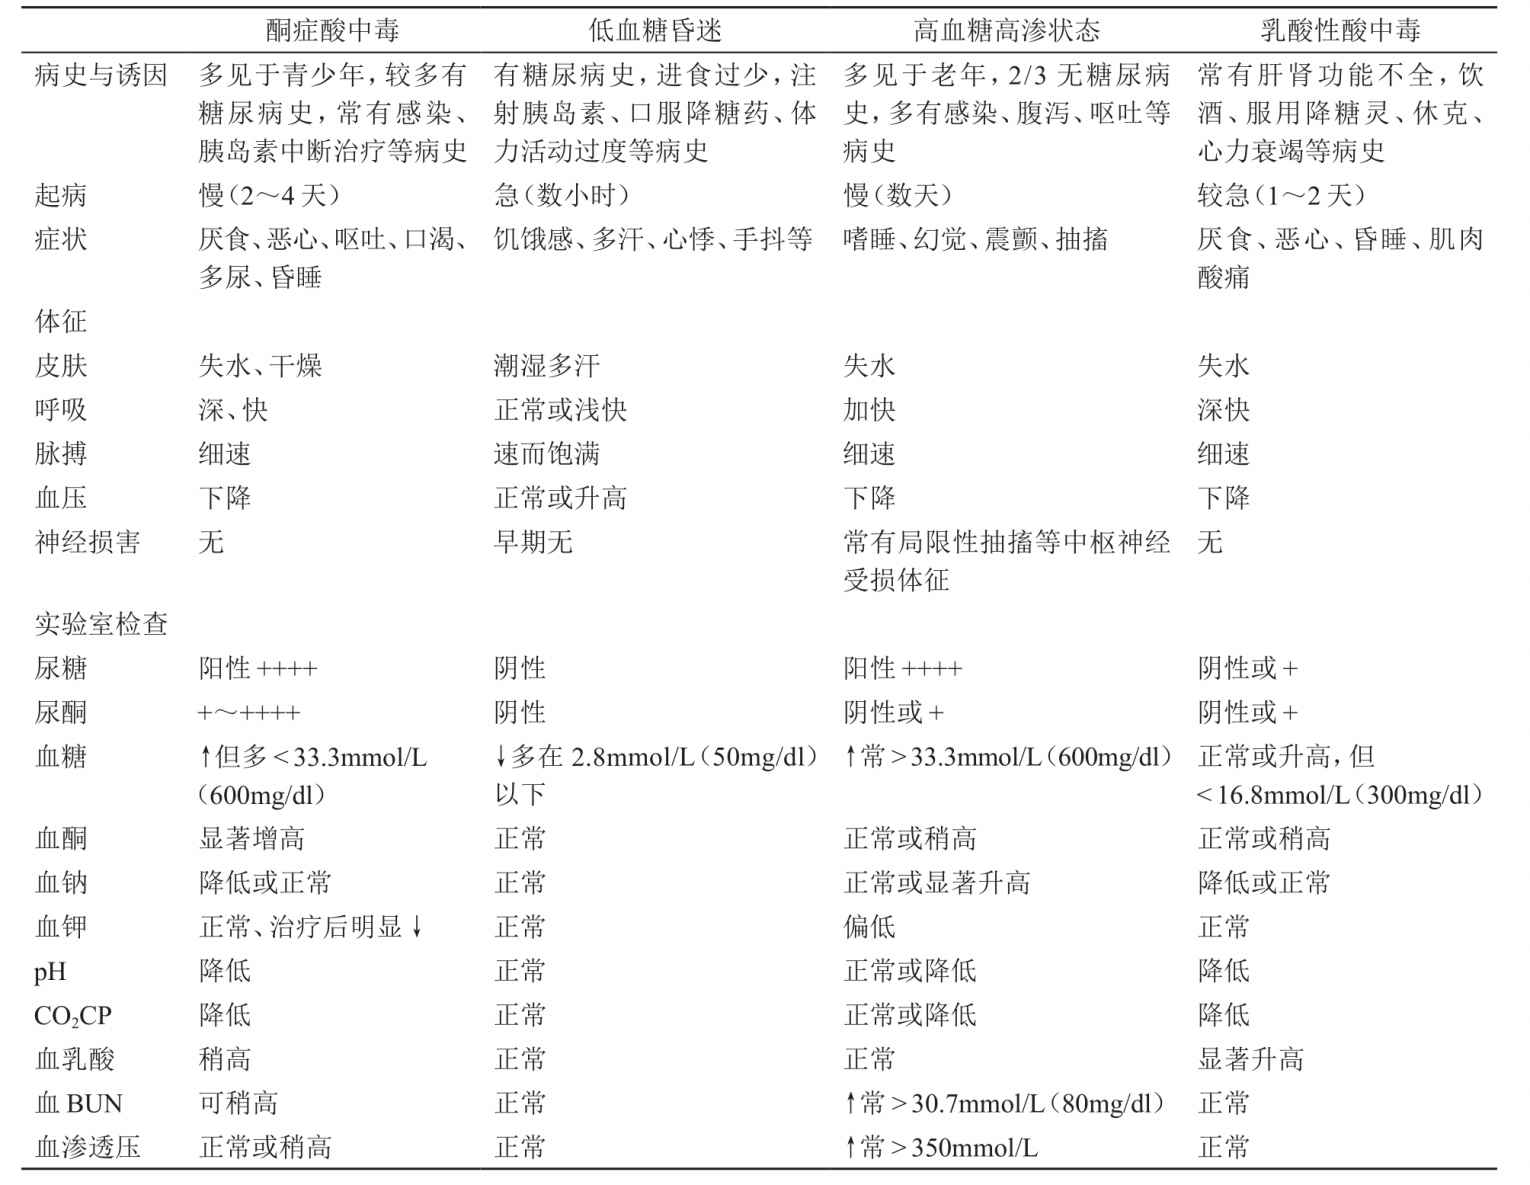 酮症酸中毒 低血糖昏迷 高血糖高渗状态 乳酸性酸中毒
病史与诱因 多见于青少年，较多有 有糖尿病史，进食过少，注 多见于老年，2/3 无糖尿病 常有肝肾功能不全，饮
糖尿病史，常有感染、 射胰岛素、口服降糖药、体 史，多有感染、腹泻、呕吐等 酒、服用降糖灵、休克、
胰岛素中断治疗等病史 力活动过度等病史 病史 心力衰竭等病史
起病 慢（2～4 天） 急（数小时） 慢（数天） 较急（1～2 天）
症状 厌食、恶心、呕吐、口渴、 饥饿感、多汗、心悸、手抖等 嗜睡、幻觉、震颤、抽搐 厌食、恶心、昏睡、肌肉
多尿、昏睡 酸痛
体征
皮肤 失水、干燥 潮湿多汗 失水 失水
呼吸 深、快 正常或浅快 加快 深快
脉搏 细速 速而饱满 细速 细速
血压 下降 正常或升高 下降 下降
神经损害 无 早期无 常有局限性抽搐等中枢神经 无
受损体征
实验室检查
尿糖 阳性 ++++ 阴性 阳性 ++++ 阴性或 +
尿酮 +～++++ 阴性 阴性或 + 阴性或 +
血糖 ↑但多 < 33.3mmol/L ↓多在 2.8mmol/L（50mg/dl） ↑常 > 33.3mmol/L（600mg/dl） 正常或升高，但
（600mg/dl） 以下 < 16.8mmol/L（300mg/dl）
血酮 显著增高 正常 正常或稍高 正常或稍高
血钠 降低或正常 正常 正常或显著升高 降低或正常
血钾 正常、治疗后明显↓ 正常 偏低 正常
pH 降低 正常 正常或降低 降低
CO₂CP 降低 正常 正常或降低 降低
血乳酸 稍高 正常 正常 显著升高
血 BUN 可稍高 正常 ↑常 > 30.7mmol/L（80mg/dl） 正常
血渗透压 正常或稍高 正常 ↑常 > 350mmol/L 正常